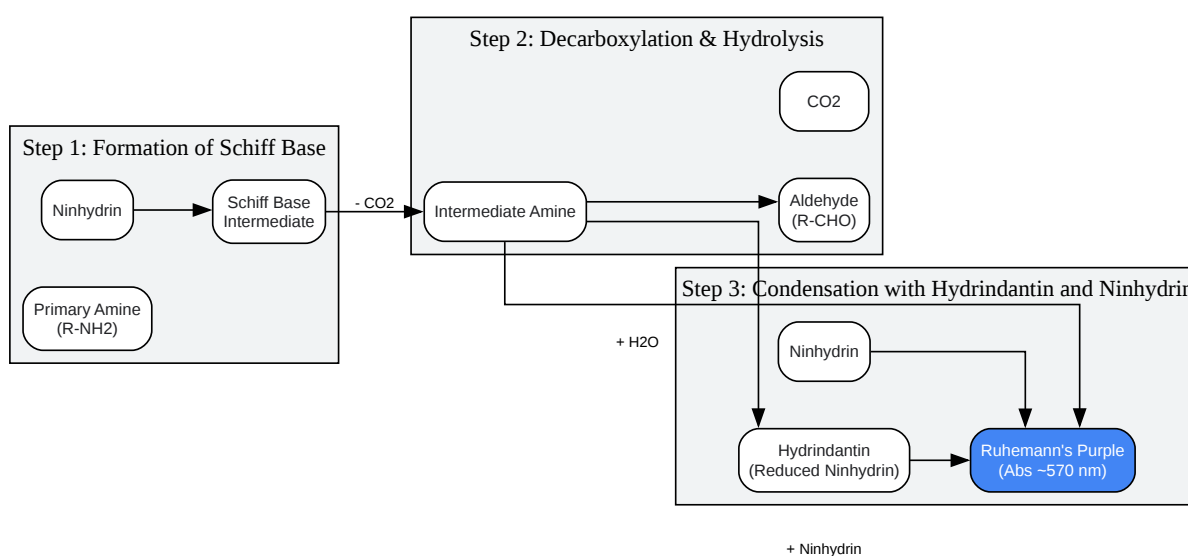 Step 1: Formation of Schiff Base
Ninhydrin
Schiff Base
Intermediate
Primary Amine
(R-NH2)
- CO2
Step 2: Decarboxylation & Hydrolysis
CO2
Intermediate Amine
Aldehyde
(R-CHO)
+ H2O
Step 3: Condensation with Hydrindantin and Ninhydrin
Ninhydrin
Hydrindantin
(Reduced Ninhydrin)
Ruhemann's Purple
(Abs ~570 nm)
+ Ninhydrin